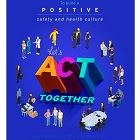 To build a
POSITIVE
safety and health culture
Let's
ACT
TOGETHER